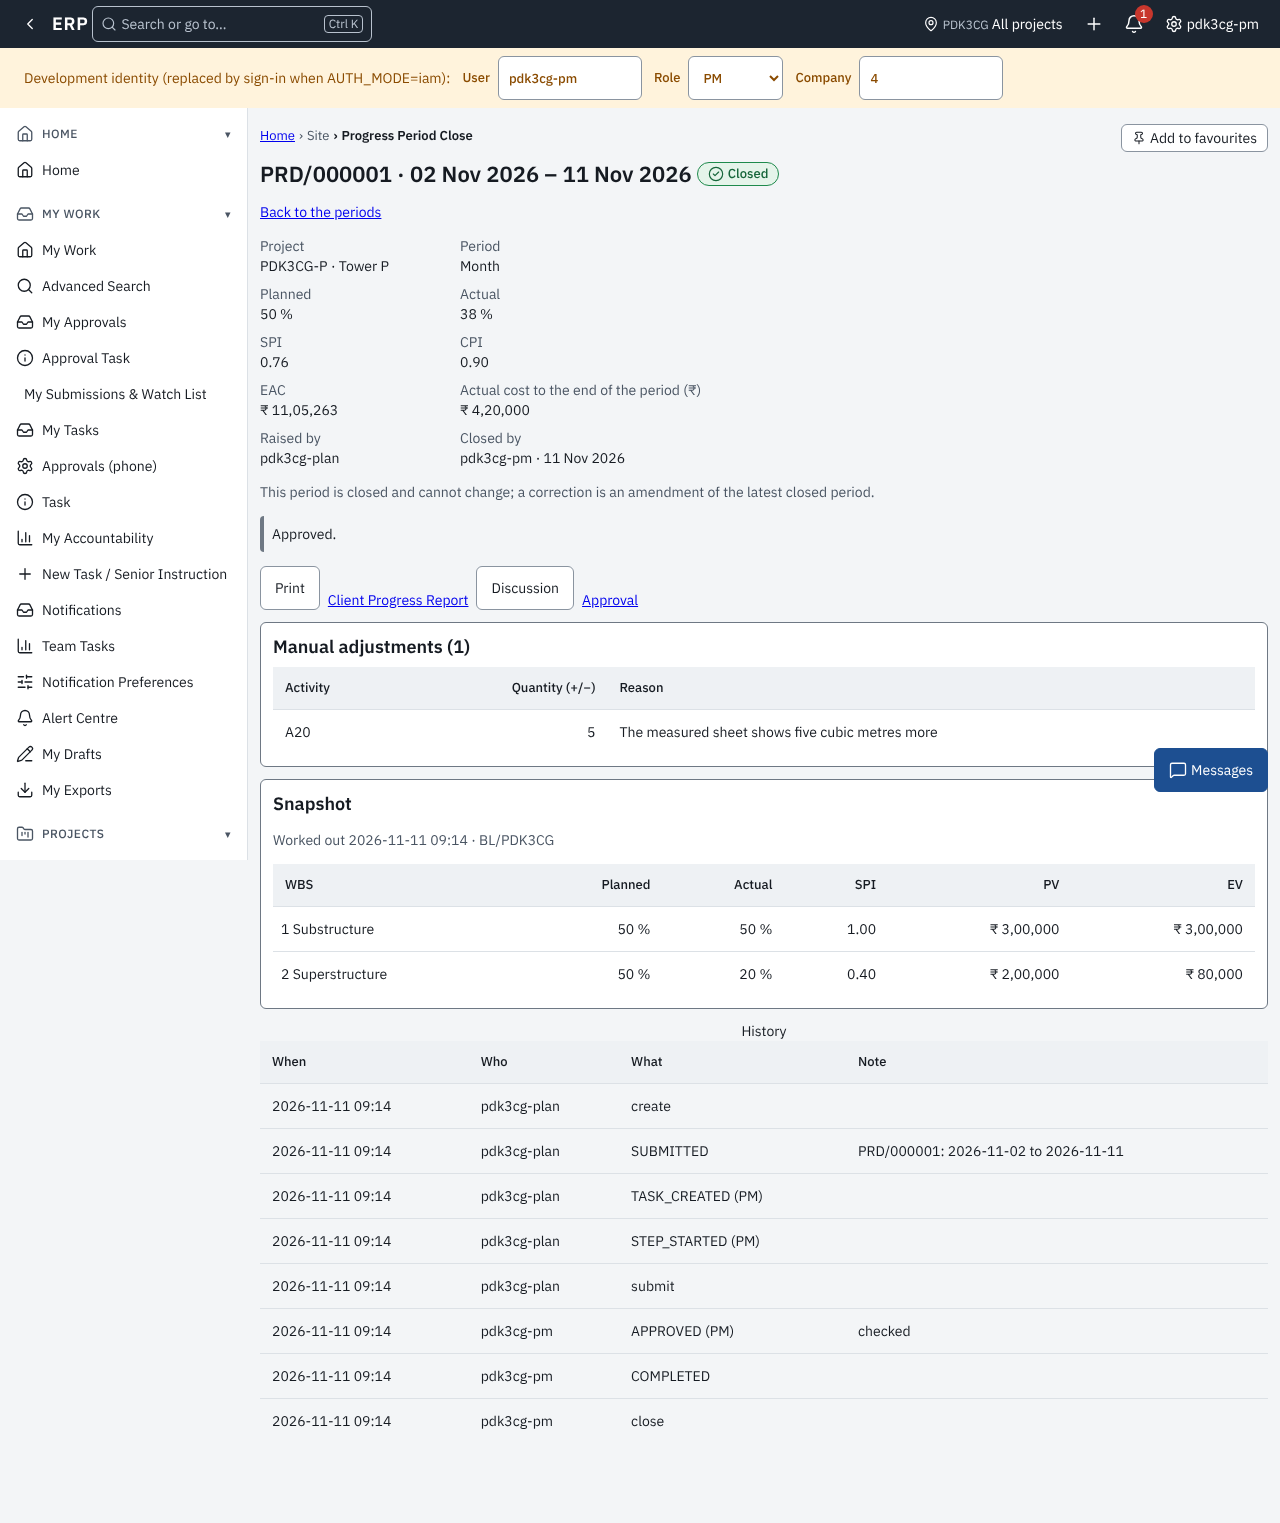 ERP
Search or go to...
Ctrl K
PDK3CG All projects
1
pdk3cg-pm
Development identity (replaced by sign-in when AUTH_MODE=iam): User pdk3cg-pm Role PM Company 4
HOME
Home
MY WORK
My Work
Advanced Search
My Approvals
Approval Task
My Submissions & Watch List
My Tasks
Approvals (phone)
Task
My Accountability
New Task / Senior Instruction
Notifications
Team Tasks
Notification Preferences
Alert Centre
My Drafts
My Exports
PROJECTS
Home › Site › Progress Period Close
Add to favourites
PRD/000001 · 02 Nov 2026 – 11 Nov 2026 Closed
Back to the periods
Project Period
PDK3CG-P · Tower P Month
Planned Actual
50 % 38 %
SPI CPI
0.76 0.90
EAC Actual cost to the end of the period (₹)
₹ 11,05,263 ₹ 4,20,000
Raised by Closed by
pdk3cg-plan pdk3cg-pm · 11 Nov 2026
This period is closed and cannot change; a correction is an amendment of the latest closed period.
Approved.
Print Client Progress Report Discussion Approval
Manual adjustments (1)
Activity Quantity (+/−) Reason
A20 5 The measured sheet shows five cubic metres more
Messages
Snapshot
Worked out 2026-11-11 09:14 · BL/PDK3CG
WBS Planned Actual SPI PV EV
1 Substructure 50 % 50 % 1.00 ₹ 3,00,000 ₹ 3,00,000
2 Superstructure 50 % 20 % 0.40 ₹ 2,00,000 ₹ 80,000
History
When Who What Note
2026-11-11 09:14 pdk3cg-plan create
2026-11-11 09:14 pdk3cg-plan SUBMITTED PRD/000001: 2026-11-02 to 2026-11-11
2026-11-11 09:14 pdk3cg-plan TASK_CREATED (PM)
2026-11-11 09:14 pdk3cg-plan STEP_STARTED (PM)
2026-11-11 09:14 pdk3cg-plan submit
2026-11-11 09:14 pdk3cg-pm APPROVED (PM) checked
2026-11-11 09:14 pdk3cg-pm COMPLETED
2026-11-11 09:14 pdk3cg-pm close